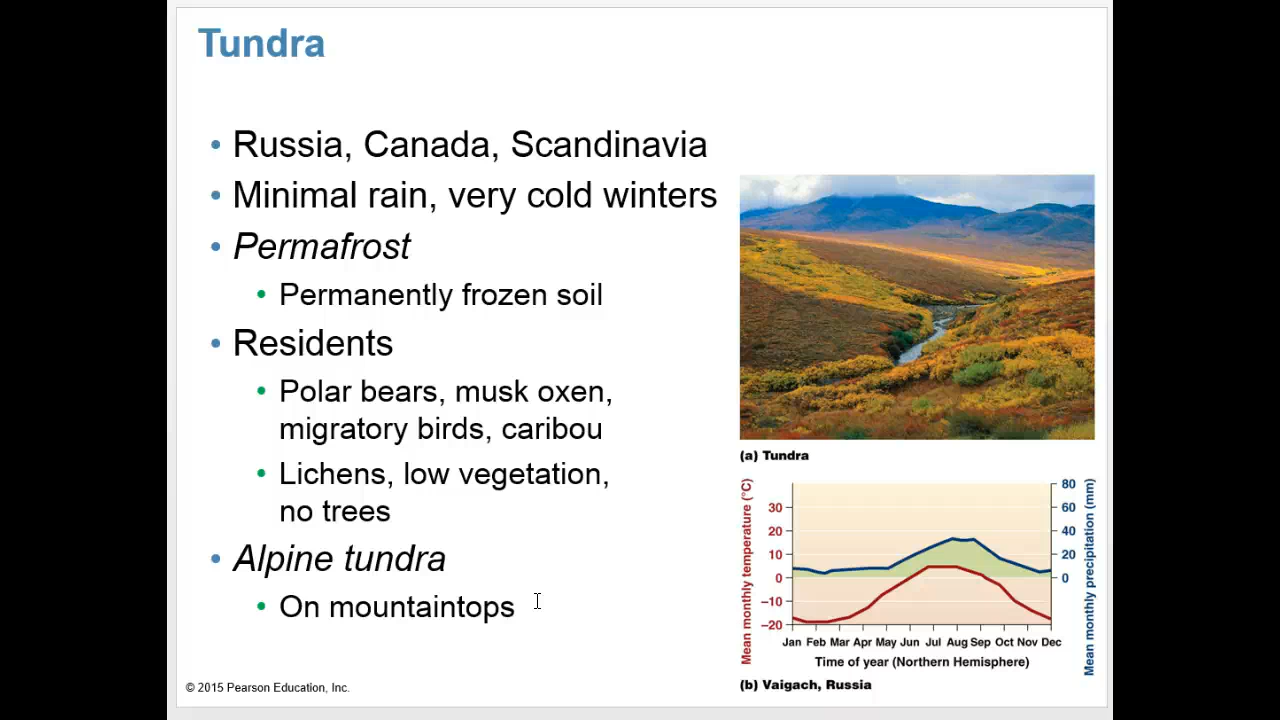 Tundra
• Russia, Canada, Scandinavia
• Minimal rain, very cold winters
• Permafrost
• Permanently frozen soil
• Residents
• Polar bears, musk oxen,
migratory birds, caribou
• Lichens, low vegetation,
no trees
• Alpine tundra
• On mountaintops
© 2015 Pearson Education, Inc.
(a) Tundra
Mean monthly temperature (°C)
30
20
10
0
–10
–20
80
60
40
20
0
Mean monthly precipitation (mm)
Jan Feb Mar Apr May Jun Jul Aug Sep Oct Nov Dec
Time of year (Northern Hemisphere)
(b) Vaigach, Russia